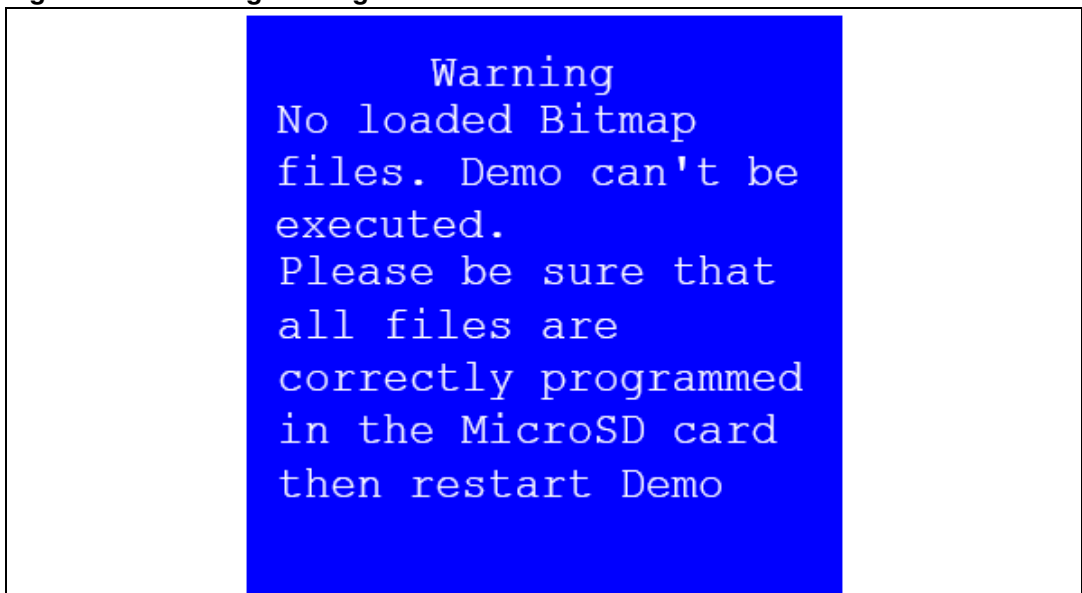 Warning
No loaded Bitmap
files. Demo can't be
executed.
Please be sure that
all files are
correctly programmed
in the MicroSD card
then restart Demo